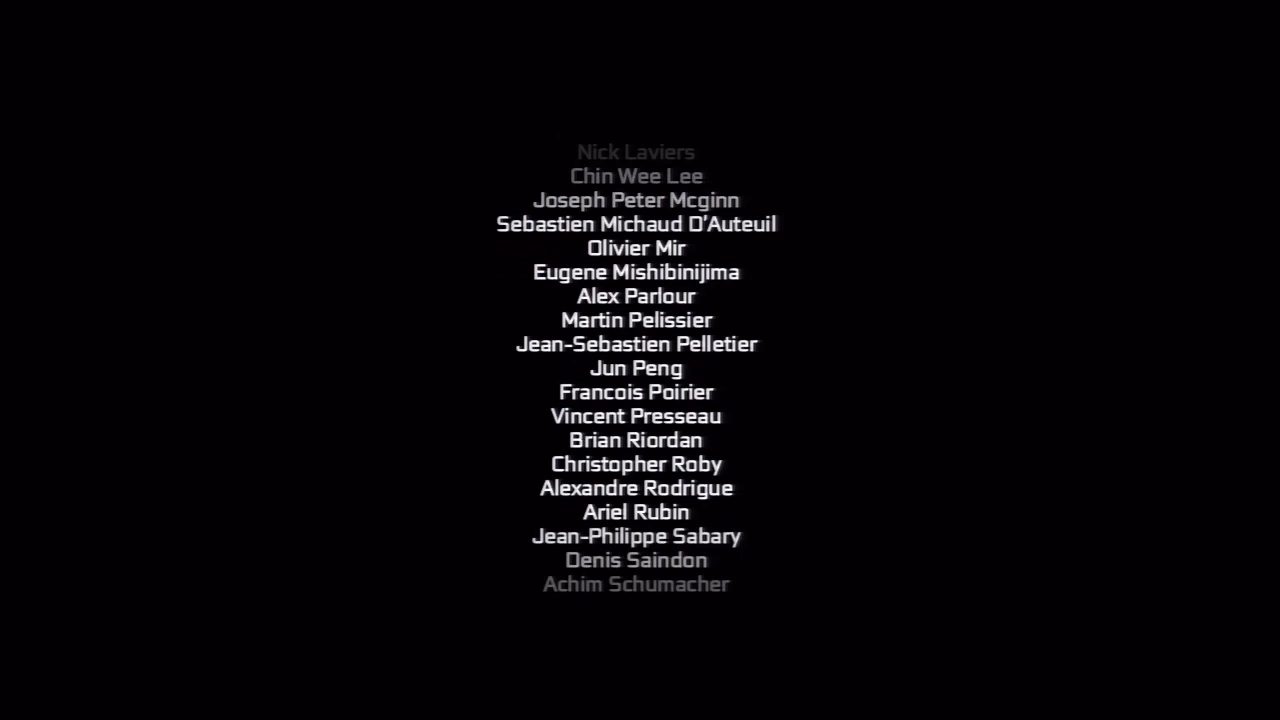 Nick Laviers
Chin Wee Lee
Joseph Peter Mcginn
Sebastien Michaud D'Auteuil
Olivier Mir
Eugene Mishibinijima
Alex Parlour
Martin Pelissier
Jean-Sebastien Pelletier
Jun Peng
Francois Poirier
Vincent Presseau
Brian Riordan
Christopher Roby
Alexandre Rodrigue
Ariel Rubin
Jean-Philippe Sabary
Denis Saindon
Achim Schumacher